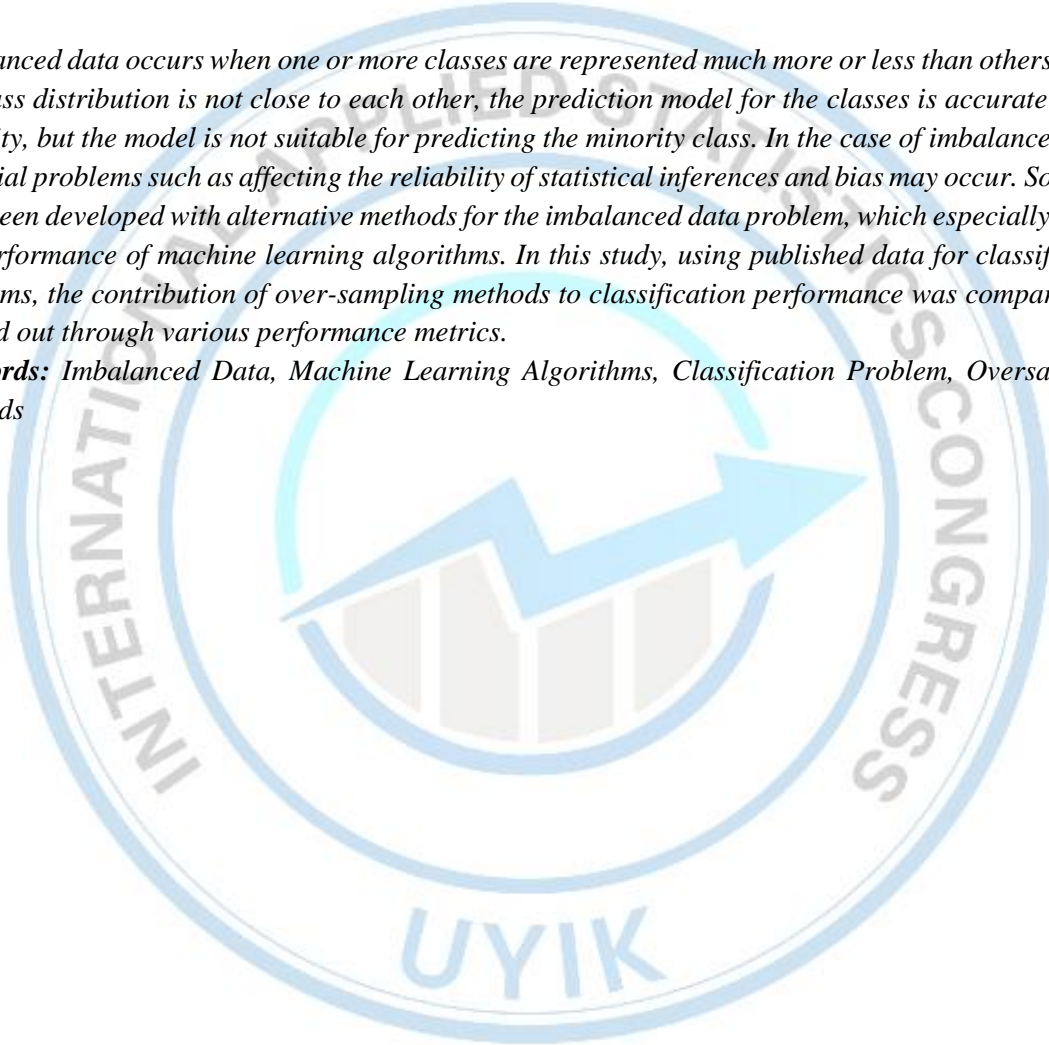 anced data occurs when one or more classes are represented much more or less than others
ass distribution is not close to each other, the prediction model for the classes is accurate
ity, but the model is not suitable for predicting the minority class. In the case of imbalance
ial problems such as affecting the reliability of statistical inferences and bias may occur. So
een developed with alternative methods for the imbalanced data problem, which especially
rformance of machine learning algorithms. In this study, using published data for classif
ms, the contribution of over-sampling methods to classification performance was compar
d out through various performance metrics.
ords: Imbalanced Data, Machine Learning Algorithms, Classification Problem, Oversa
ds
INTERNATIONAL APPLIED STATISTICS CONGRESS
UYIK